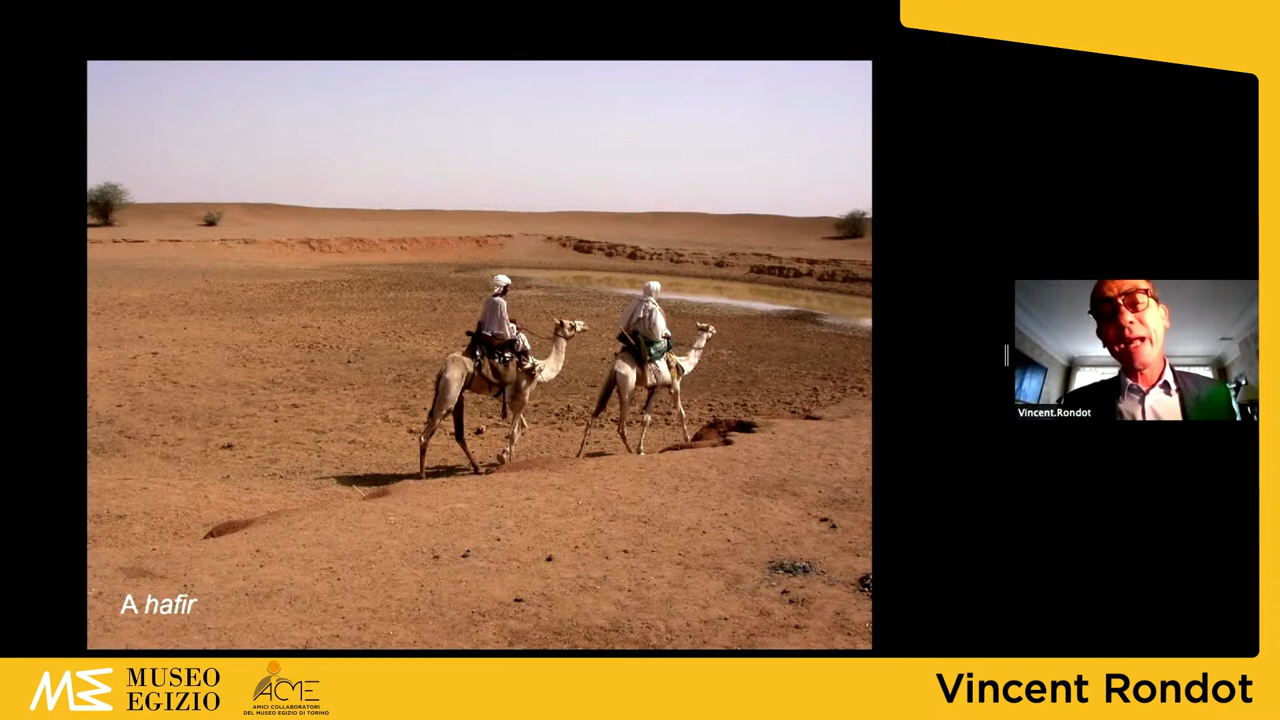 A hafir
Vincent.Rondot
MUSEO
EGIZIO
ACME
AMICI COLLABORATORI
DEL MUSEO EGIZIO DI TORINO
Vincent Rondot